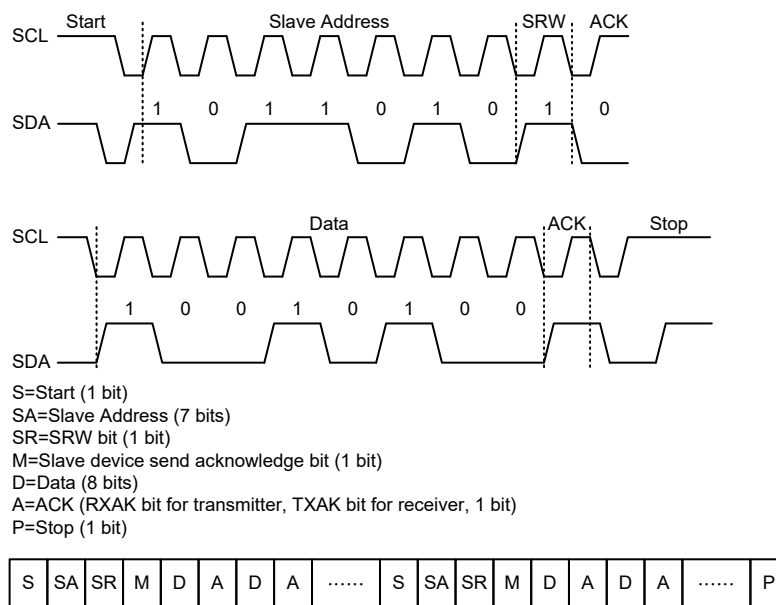 Start Slave Address SRW ACK
SCL
1 0 1 1 0 1 0 1 0
SDA
Data ACK Stop
SCL
1 0 0 1 0 1 0 0
SDA
S=Start (1 bit)
SA=Slave Address (7 bits)
SR=SRW bit (1 bit)
M=Slave device send acknowledge bit (1 bit)
D=Data (8 bits)
A=ACK (RXAK bit for transmitter, TXAK bit for receiver, 1 bit)
P=Stop (1 bit)
S SA SR M D A D A ...... S SA SR M D A D A ...... P